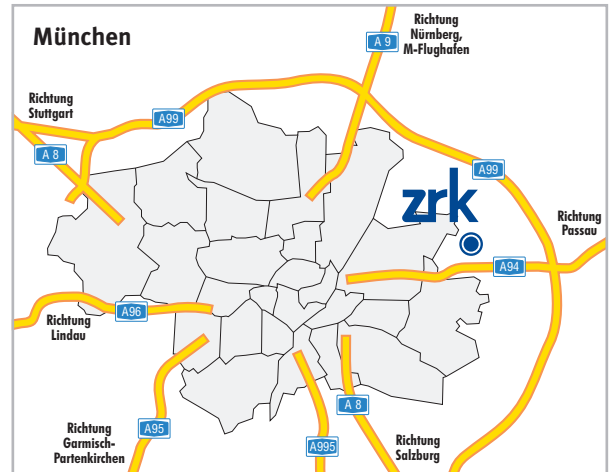 München
A 9
Richtung
Nürnberg,
M-Flughafen
Richtung
Stuttgart
A99
A 8
A99
zrk
Richtung
Passau
A94
A96
Richtung
Lindau
A 8
Richtung
Garmisch-
Partenkirchen
A95
A995
Richtung
Salzburg